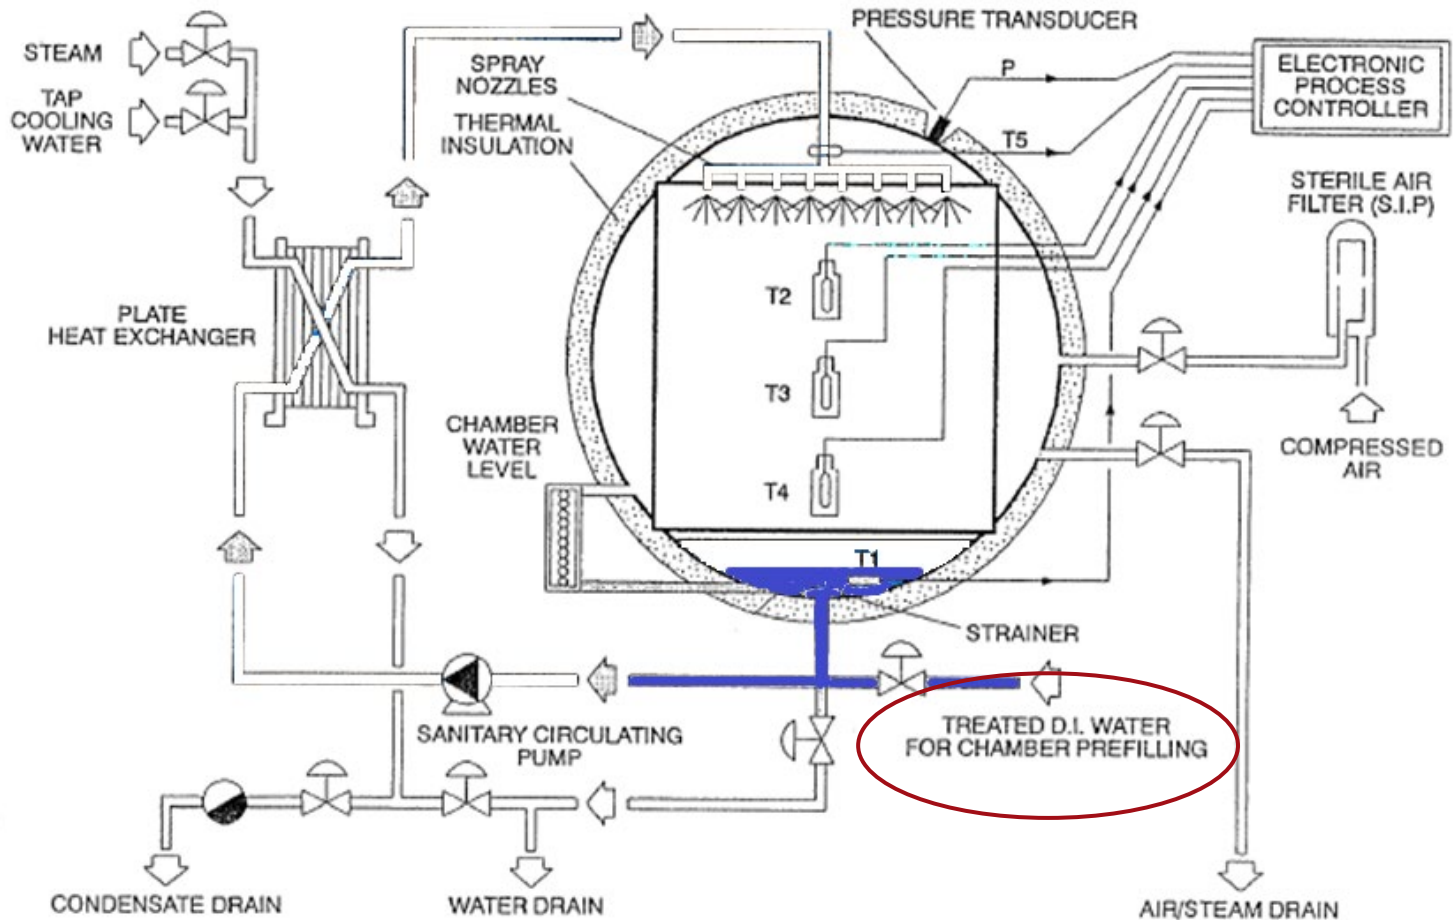 STEAM
TAP
COOLING
WATER
SPRAY
NOZZLES
THERMAL
INSULATION
PRESSURE TRANSDUCER
P
T5
ELECTRONIC
PROCESS
CONTROLLER
STERILE AIR
FILTER (S.I.P)
PLATE
HEAT EXCHANGER
T2
T3
T4
CHAMBER
WATER
LEVEL
COMPRESSED
AIR
T1
STRAINER
SANITARY CIRCULATING
PUMP
TREATED D.I. WATER
FOR CHAMBER PREFILLING
CONDENSATE DRAIN
WATER DRAIN
AIR/STEAM DRAIN